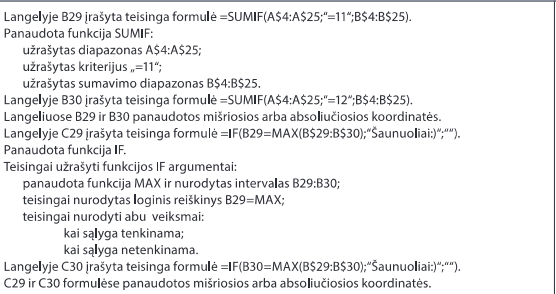 Langelyje B29 įrašyta teisinga formulė =SUMIF(A$4:A$25;“=11“;B$4:B$25).
Panaudota funkcija SUMIF:
užrašytas diapazonas A$4:A$25;
užrašytas kriterijus „=11“;
užrašytas sumavimo diapazonas B$4:B$25.
Langelyje B30 įrašyta teisinga formulė =SUMIF(A$4:A$25;“=12“;B$4:B$25).
Langeliuose B29 ir B30 panaudotos mišriosios arba absoliučiosios koordinatės.
Langelyje C29 įrašyta teisinga formulė =IF(B29=MAX(B$29:B$30);“Šaunuoliai:)“;““).
Panaudota funkcija IF.
Teisingai užrašyti funkcijos IF argumentai:
panaudota funkcija MAX ir nurodytas intervalas B29:B30;
teisingai nurodytas loginis reiškinys B29=MAX;
teisingai nurodyti abu veiksmai:
kai sąlyga tenkinama;
kai sąlyga netenkinama.
Langelyje C30 įrašyta teisinga formulė =IF(B30=MAX(B$29:B$30);“Šaunuoliai:)“;““).
C29 ir C30 formulėse panaudotos mišriosios arba absoliučiosios koordinatės.